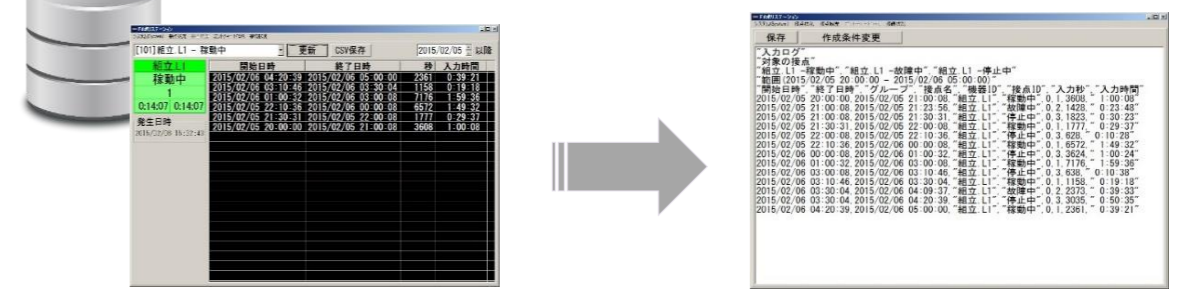 [101]組立.L1 - 稼動中 更新 CSV保存 2015/02/05 以降
組立.L1
稼動中
1
0:14:07 0:14:07
発生日時
開始日時 終了日時 秒 入力時間
2015/02/06 04:20:39 2015/02/06 05:00:00 2361 0:39:21
2015/02/06 03:10:46 2015/02/06 03:30:04 1158 0:19:18
2015/02/06 01:00:32 2015/02/06 03:00:08 7176 1:59:36
2015/02/05 22:10:36 2015/02/06 00:00:08 6572 1:49:32
2015/02/05 21:30:31 2015/02/05 22:00:08 1777 0:29:37
2015/02/05 20:00:00 2015/02/05 21:00:08 3608 1:00:08
保存 作成条件変更
"入力ログ"
"対象の接点"
"組立.L1 -稼動中","組立.L1 -故障中","組立.L1 -停止中"
"範囲(2015/02/05 20:00:00 - 2015/02/06 05:00:00)"
"開始日時","終了日時","グループ","接点名","機器ID","接点ID","入力秒","入力時間"
2015/02/05 20:00:00,2015/02/05 21:00:08,"組立.L1","稼動中",0,1,3608," 1:00:08"
2015/02/05 21:00:08,2015/02/05 21:23:56,"組立.L1","故障中",0,2,1428," 0:23:48"
2015/02/05 21:00:08,2015/02/05 21:30:31,"組立.L1","停止中",0,3,1823," 0:30:23"
2015/02/05 21:30:31,2015/02/05 22:00:08,"組立.L1","稼動中",0,1,1777," 0:29:37"
2015/02/05 22:00:08,2015/02/05 22:10:36,"組立.L1","停止中",0,3,628," 0:10:28"
2015/02/05 22:10:36,2015/02/06 00:00:08,"組立.L1","稼動中",0,1,6572," 1:49:32"
2015/02/06 00:00:08,2015/02/06 01:00:32,"組立.L1","停止中",0,3,3624," 1:00:24"
2015/02/06 01:00:32,2015/02/06 03:00:08,"組立.L1","稼動中",0,1,7176," 1:59:36"
2015/02/06 03:00:08,2015/02/06 03:10:46,"組立.L1","停止中",0,3,638," 0:10:38"
2015/02/06 03:10:46,2015/02/06 03:30:04,"組立.L1","稼動中",0,1,1158," 0:19:18"
2015/02/06 03:30:04,2015/02/06 04:09:37,"組立.L1","故障中",0,2,2373," 0:39:33"
2015/02/06 03:30:04,2015/02/06 04:20:39,"組立.L1","停止中",0,3,3035," 0:50:35"
2015/02/06 04:20:39,2015/02/06 05:00:00,"組立.L1","稼動中",0,1,2361," 0:39:21"